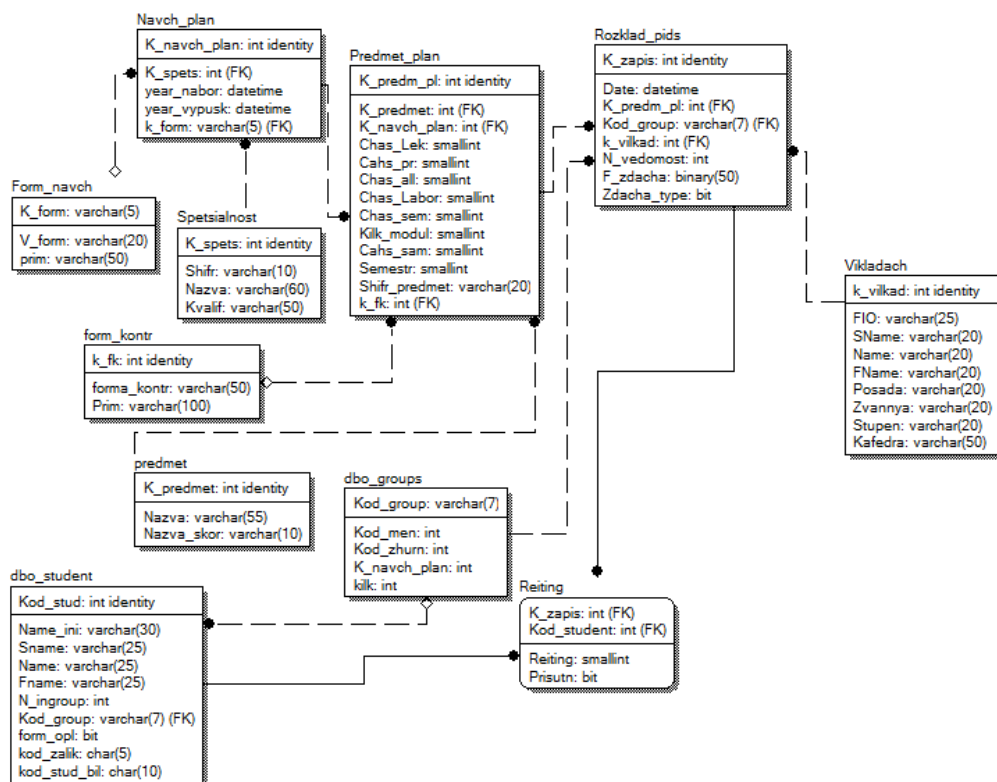 Navch_plan
K_navch_plan: int identity
K_spets: int (FK)
year_nabor: datetime
year_vypusk: datetime
k_form: varchar(5) (FK)
Predmet_plan
K_predm_pl: int identity
K_predmet: int (FK)
K_navch_plan: int (FK)
Chas_Lek: smallint
Cahs_pr: smallint
Chas_all: smallint
Chas_Labor: smallint
Chas_sem: smallint
Kilk_modul: smallint
Cahs_sam: smallint
Semestr: smallint
Shifr_predmet: varchar(20)
k_fk: int (FK)
Rozklad_pids
K_zapis: int identity
Date: datetime
K_predm_pl: int (FK)
Kod_group: varchar(7) (FK)
k_vilkad: int (FK)
N_vedomost: int
F_zdacha: binary(50)
Zdacha_type: bit
Form_navch
K_form: varchar(5)
V_form: varchar(20)
prim: varchar(50)
Spetsialnost
K_spets: int identity
Shifr: varchar(10)
Nazva: varchar(60)
Kvalif: varchar(50)
Vikladach
k_vilkad: int identity
FIO: varchar(25)
SName: varchar(20)
Name: varchar(20)
FName: varchar(20)
Posada: varchar(20)
Zvannya: varchar(20)
Stupen: varchar(20)
Kafedra: varchar(50)
form_kontr
k_fk: int identity
forma_kontr: varchar(50)
Prim: varchar(100)
predmet
K_predmet: int identity
Nazva: varchar(55)
Nazva_skor: varchar(10)
dbo_groups
Kod_group: varchar(7)
Kod_men: int
Kod_zhurn: int
K_navch_plan: int
kilk: int
dbo_student
Kod_stud: int identity
Name_ini: varchar(30)
Sname: varchar(25)
Name: varchar(25)
Fname: varchar(25)
N_ingroup: int
Kod_group: varchar(7) (FK)
form_opl: bit
kod_zalik: char(5)
kod_stud_bil: char(10)
Reiting
K_zapis: int (FK)
Kod_student: int (FK)
Reiting: smallint
Prisutn: bit